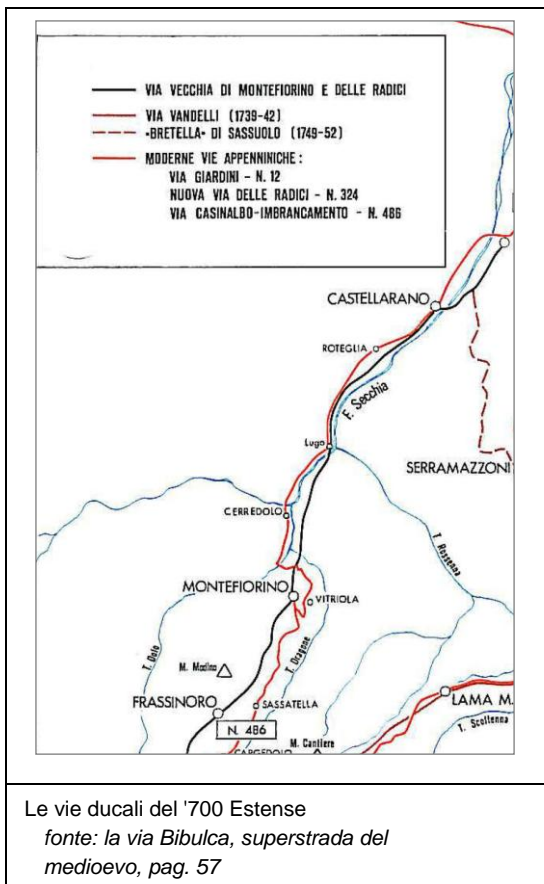 VIA VECCHIA DI MONTEFIORINO E DELLE RADICI
VIA VANDELLI (1739-42)
«BRETELLA» DI SASSUOLO (1749-52)
MODERNE VIE APPENNINICHE:
VIA GIARDINI - N. 12
NUOVA VIA DELLE RADICI - N. 324
VIA CASINALBO-IMBRANCAMENTO - N. 486
CASTELLARANO
ROTEGLIA
F. Secchia
Lugo
SERRAMAZZONI
CERREDOLO
T. Rossenna
MONTEFIORINO
VITRIOLA
T. Dolo
M. Modino
T. Dragone
FRASSINORO
SASSATELLA
LAMA M.
N. 486
T. Scoltenna
M. Cantiere
Le vie ducali del '700 Estense
fonte: la via Bibulca, superstrada del
medioevo, pag. 57